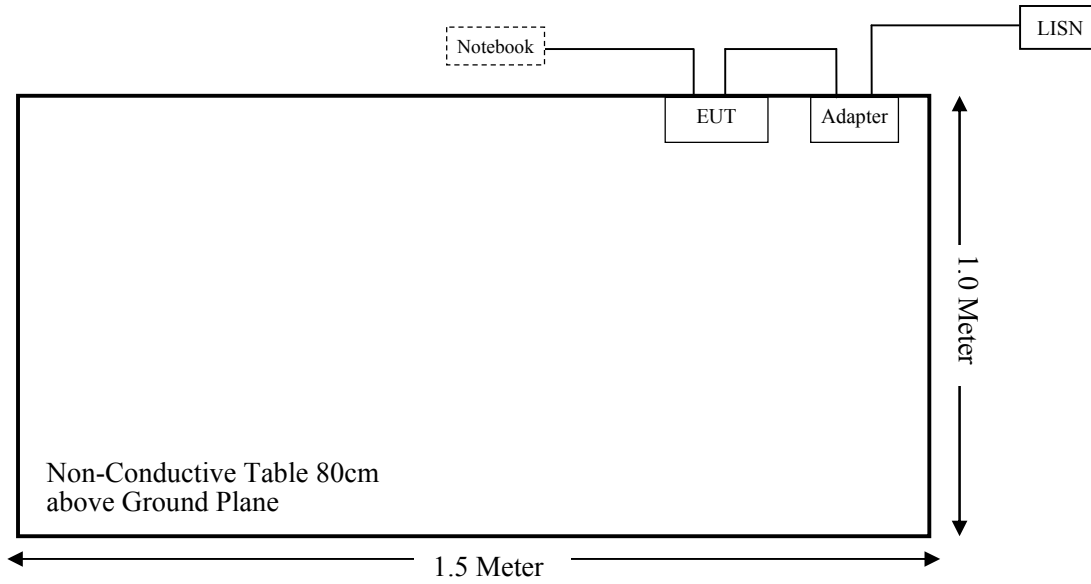 LISN
Notebook
EUT
Adapter
1.0 Meter
Non-Conductive Table 80cm
above Ground Plane
1.5 Meter